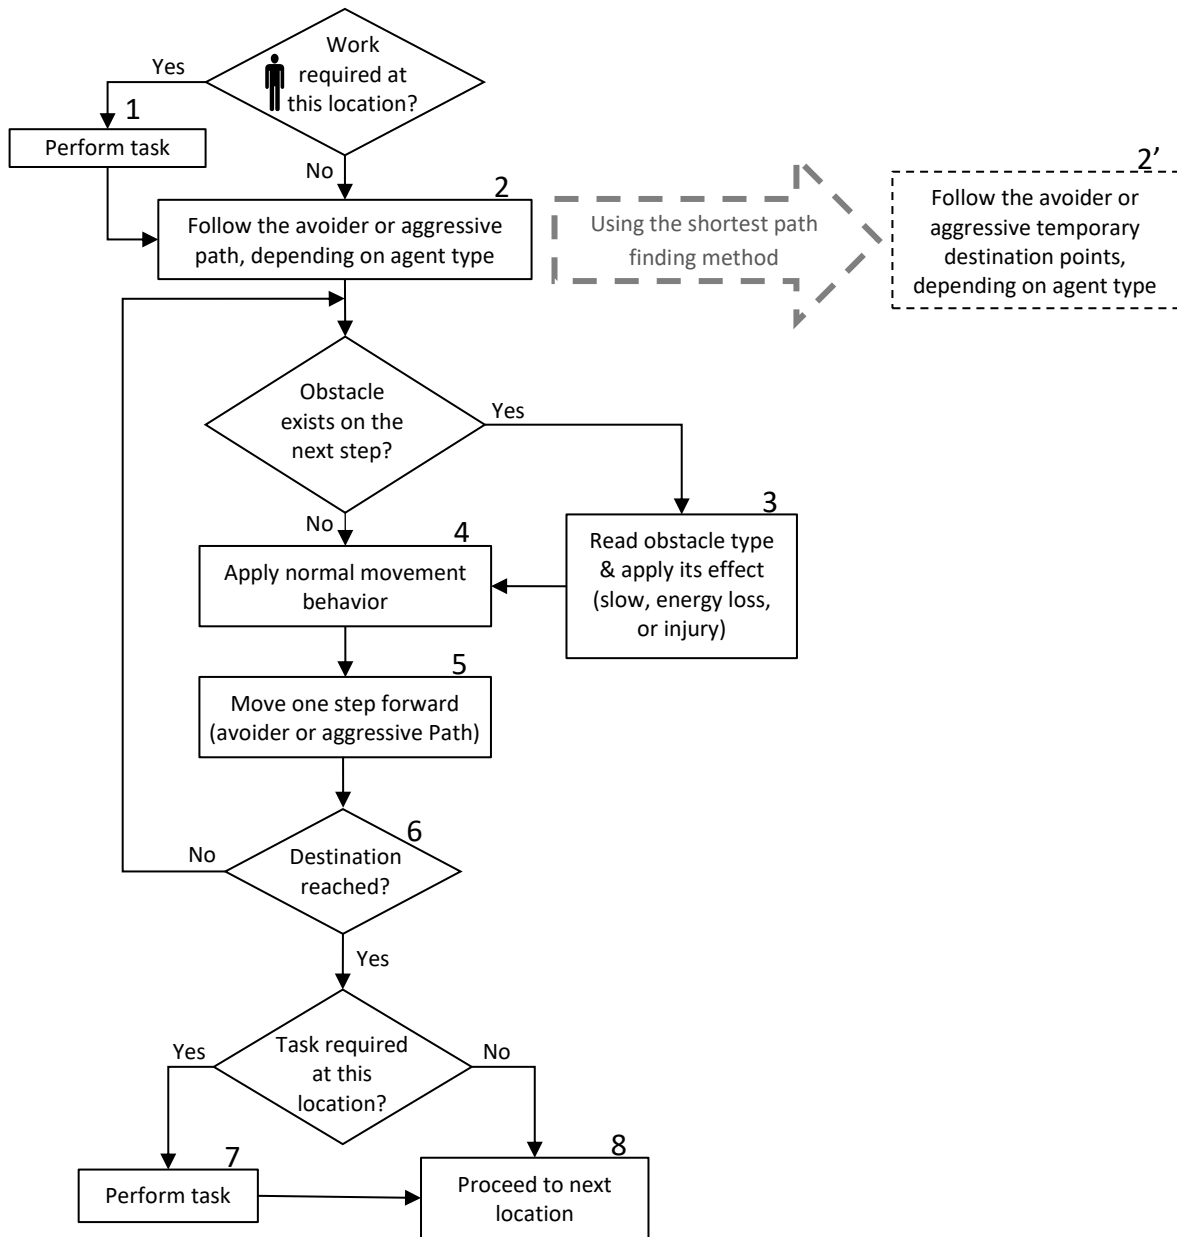 Work
required at
this location?
Yes
1
Perform task
No
2
Follow the avoider or aggressive
path, depending on agent type
Using the shortest path
finding method
2’
Follow the avoider or
aggressive temporary
destination points,
depending on agent type
Obstacle
exists on the
next step?
Yes
No
3
Read obstacle type
& apply its effect
(slow, energy loss,
or injury)
4
Apply normal movement
behavior
5
Move one step forward
(avoider or aggressive Path)
6
Destination
reached?
No
Yes
Task required
at this
location?
Yes
No
7
Perform task
8
Proceed to next
location